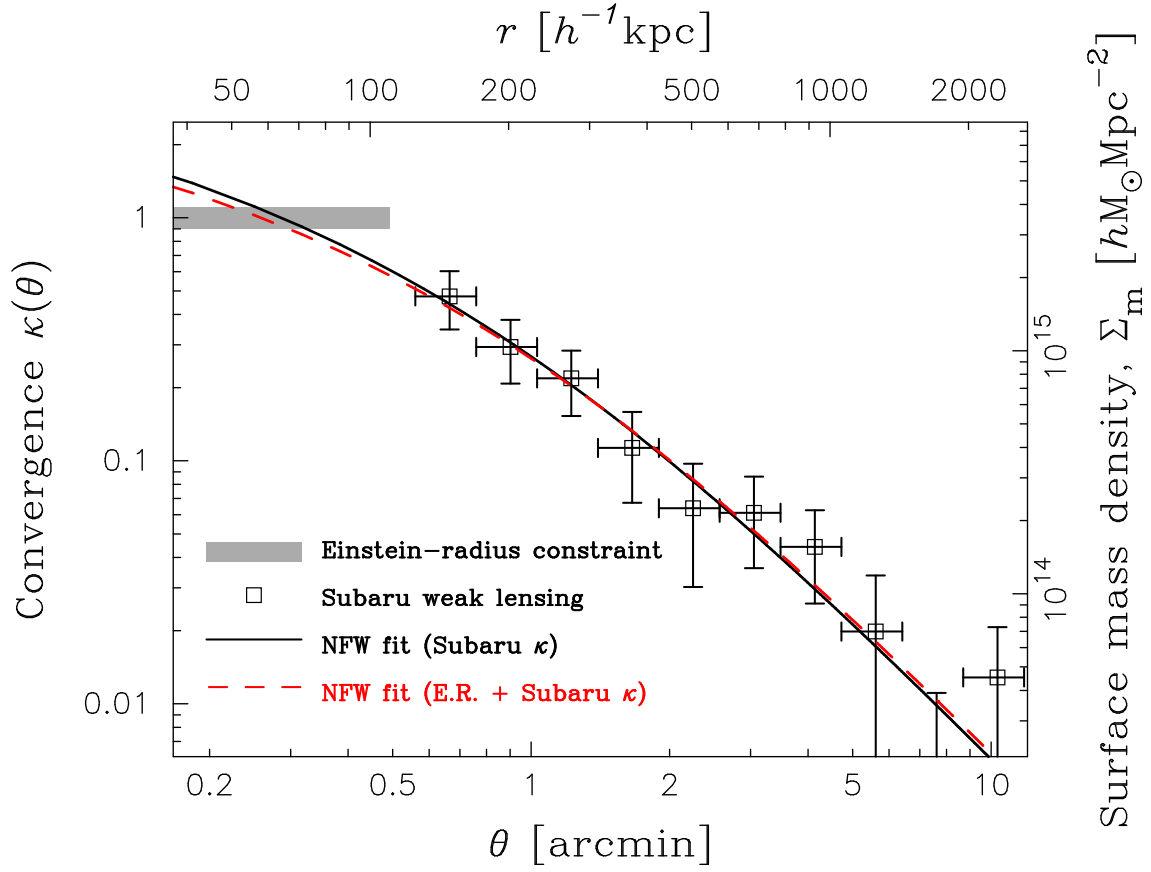 r [h⁻¹kpc]
50 100 200 500 1000 2000
Convergence κ(θ)
1
0.1
0.01
Einstein−radius constraint
Subaru weak lensing
NFW fit (Subaru κ)
NFW fit (E.R. + Subaru κ)
10¹⁵
10¹⁴
Surface mass density, Σₘ [hM⊙Mpc⁻²]
0.2 0.5 1 2 5 10
θ [arcmin]